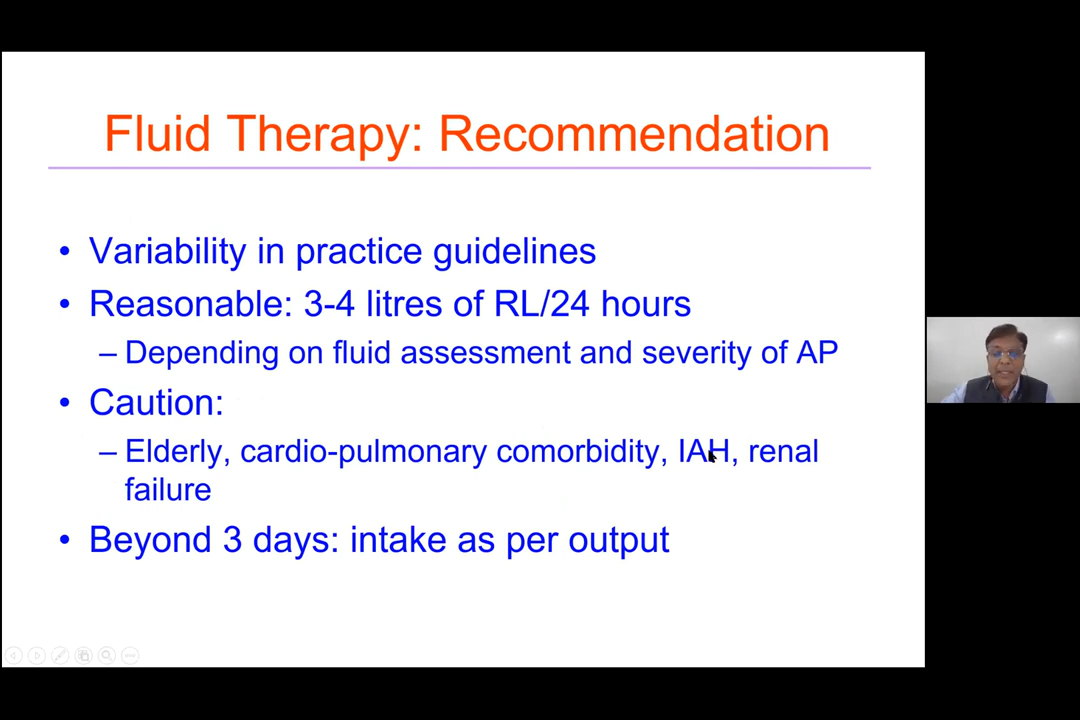 Fluid Therapy: Recommendation
• Variability in practice guidelines
• Reasonable: 3-4 litres of RL/24 hours
– Depending on fluid assessment and severity of AP
• Caution:
– Elderly, cardio-pulmonary comorbidity, IAH, renal
failure
• Beyond 3 days: intake as per output